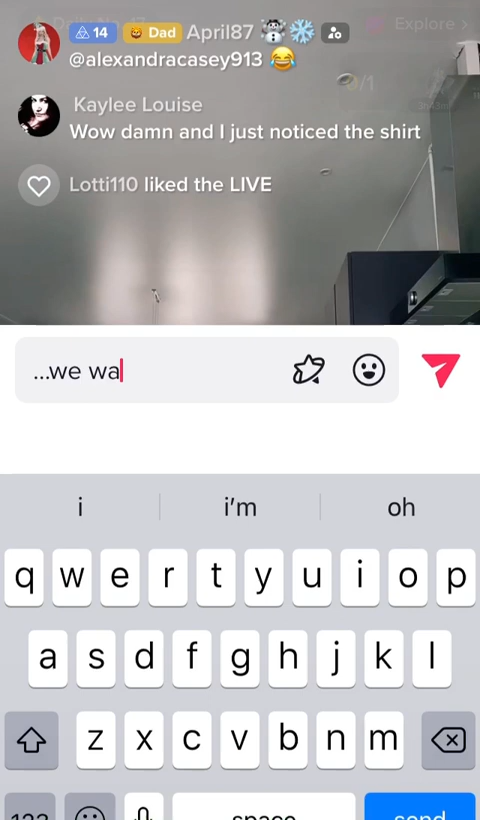 Explore >
14 Dad April87
@alexandracasey913
Kaylee Louise
Wow damn and I just noticed the shirt
Lotti110 liked the LIVE
...we wa
i i'm oh
q w e r t y u i o p
a s d f g h j k l
z x c v b n m
123 space send